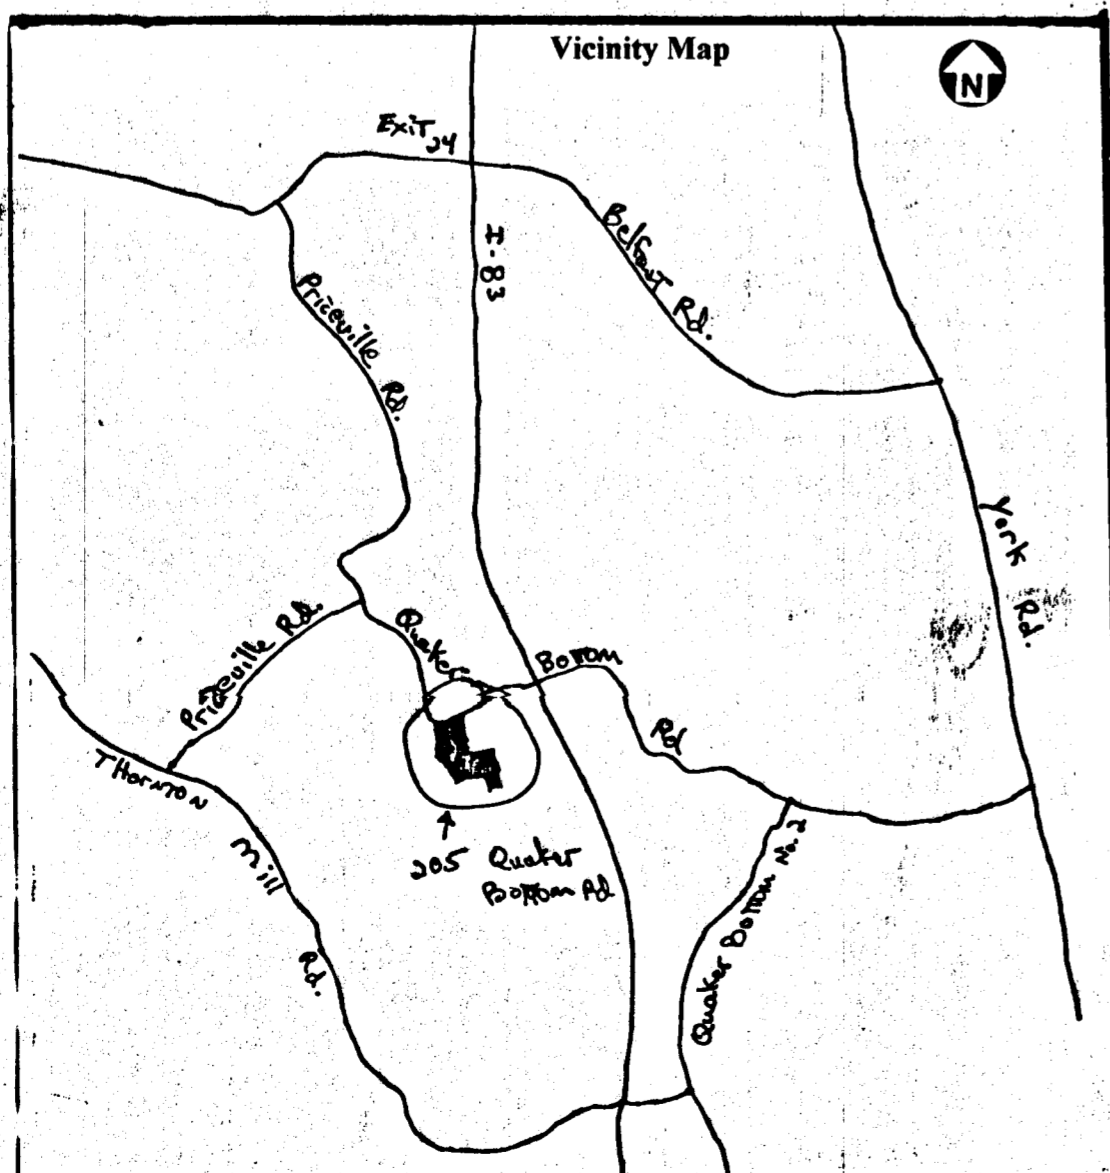 Vicinity Map
N
Exit 24
I-83
Belfast Rd.
Priceville Rd.
York Rd.
Priceville Rd.
Quaker Bottom Rd
Thornton Mill Rd.
205 Quaker
Bottom Rd
Quaker Bottom No. 2